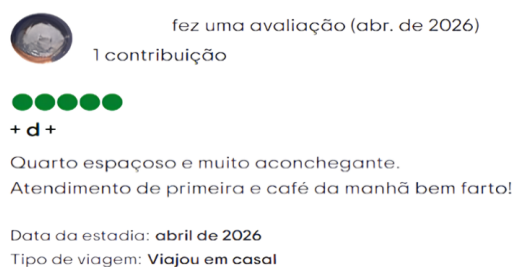 fez uma avaliação (abr. de 2026)
1 contribuição
+ d +
Quarto espaçoso e muito aconchegante.
Atendimento de primeira e café da manhã bem farto!
Data da estadia: abril de 2026
Tipo de viagem: Viajou em casal